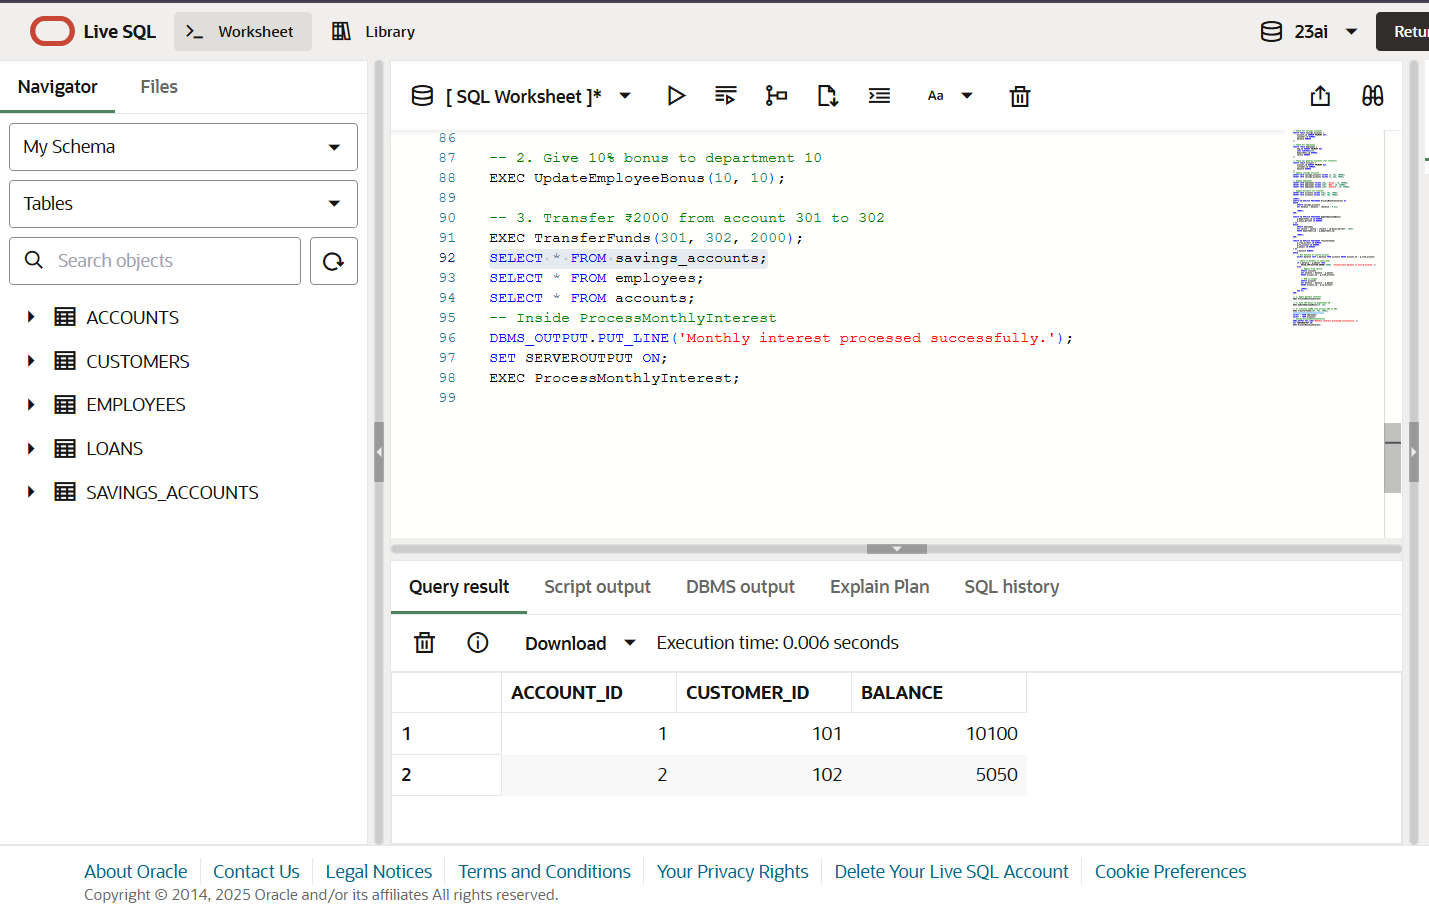 Live SQL
Worksheet
Library
23ai
Navigator
Files
My Schema
Tables
Search objects
ACCOUNTS
CUSTOMERS
EMPLOYEES
LOANS
SAVINGS_ACCOUNTS
[ SQL Worksheet ]*
Aa
86
87 -- 2. Give 10% bonus to department 10
88 EXEC UpdateEmployeeBonus(10, 10);
89
90 -- 3. Transfer ₹2000 from account 301 to 302
91 EXEC TransferFunds(301, 302, 2000);
92 SELECT * FROM savings_accounts;
93 SELECT * FROM employees;
94 SELECT * FROM accounts;
95 -- Inside ProcessMonthlyInterest
96 DBMS_OUTPUT.PUT_LINE('Monthly interest processed successfully.');
97 SET SERVEROUTPUT ON;
98 EXEC ProcessMonthlyInterest;
99
Query result
Script output
DBMS output
Explain Plan
SQL history
Download
Execution time: 0.006 seconds
ACCOUNT_ID CUSTOMER_ID BALANCE
1 1 101 10100
2 2 102 5050
About Oracle
Contact Us
Legal Notices
Terms and Conditions
Your Privacy Rights
Delete Your Live SQL Account
Cookie Preferences
Copyright © 2014, 2025 Oracle and/or its affiliates All rights reserved.